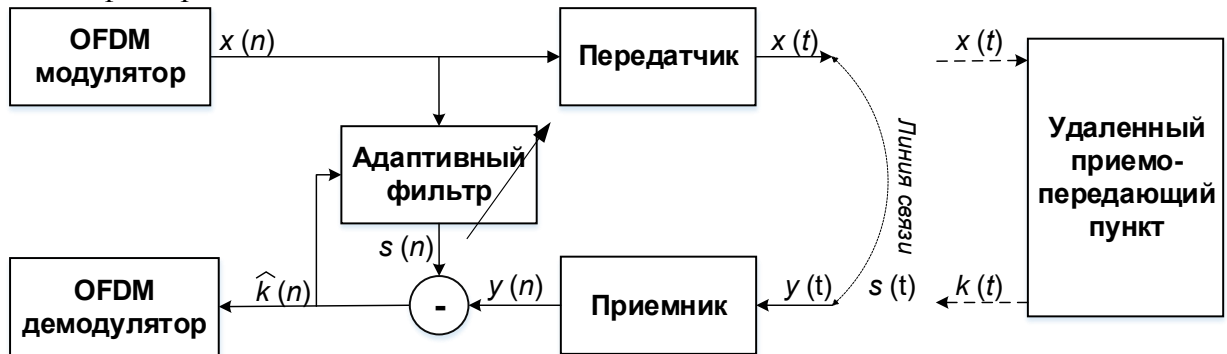 OFDM
модулятор
x (n)
Передатчик
x (t)
x (t)
Адаптивный
фильтр
Линия связи
Удаленный
приемо-
передающий
пункт
s (n)
OFDM
демодулятор
k̂ (n)
-
y (n)
Приемник
y (t)
s (t)
k (t)